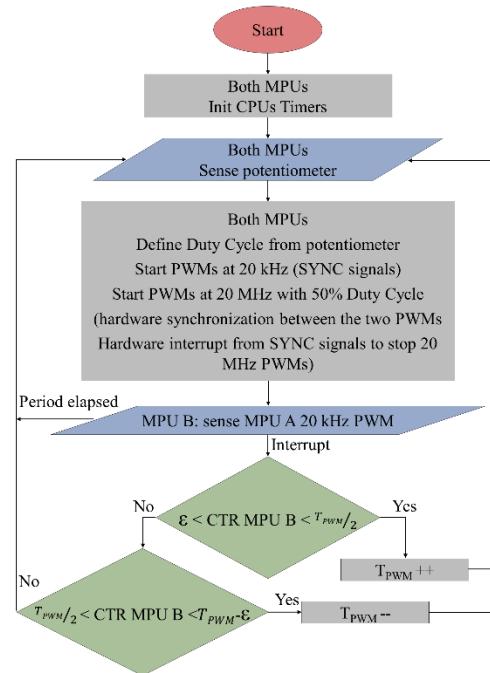 Start
Both MPUs
Init CPUs Timers
Both MPUs
Sense potentiometer
Both MPUs
Define Duty Cycle from potentiometer
Start PWMs at 20 kHz (SYNC signals)
Start PWMs at 20 MHz with 50% Duty Cycle
(hardware synchronization between the two PWMs
Hardware interrupt from SYNC signals to stop 20
MHz PWMs)
Period elapsed
MPU B: sense MPU A 20 kHz PWM
Interrupt
No
Yes
ε < CTR MPU B < T_PWM/2
T_PWM ++
No
T_PWM/2 < CTR MPU B <T_PWM-ε
Yes
T_PWM --